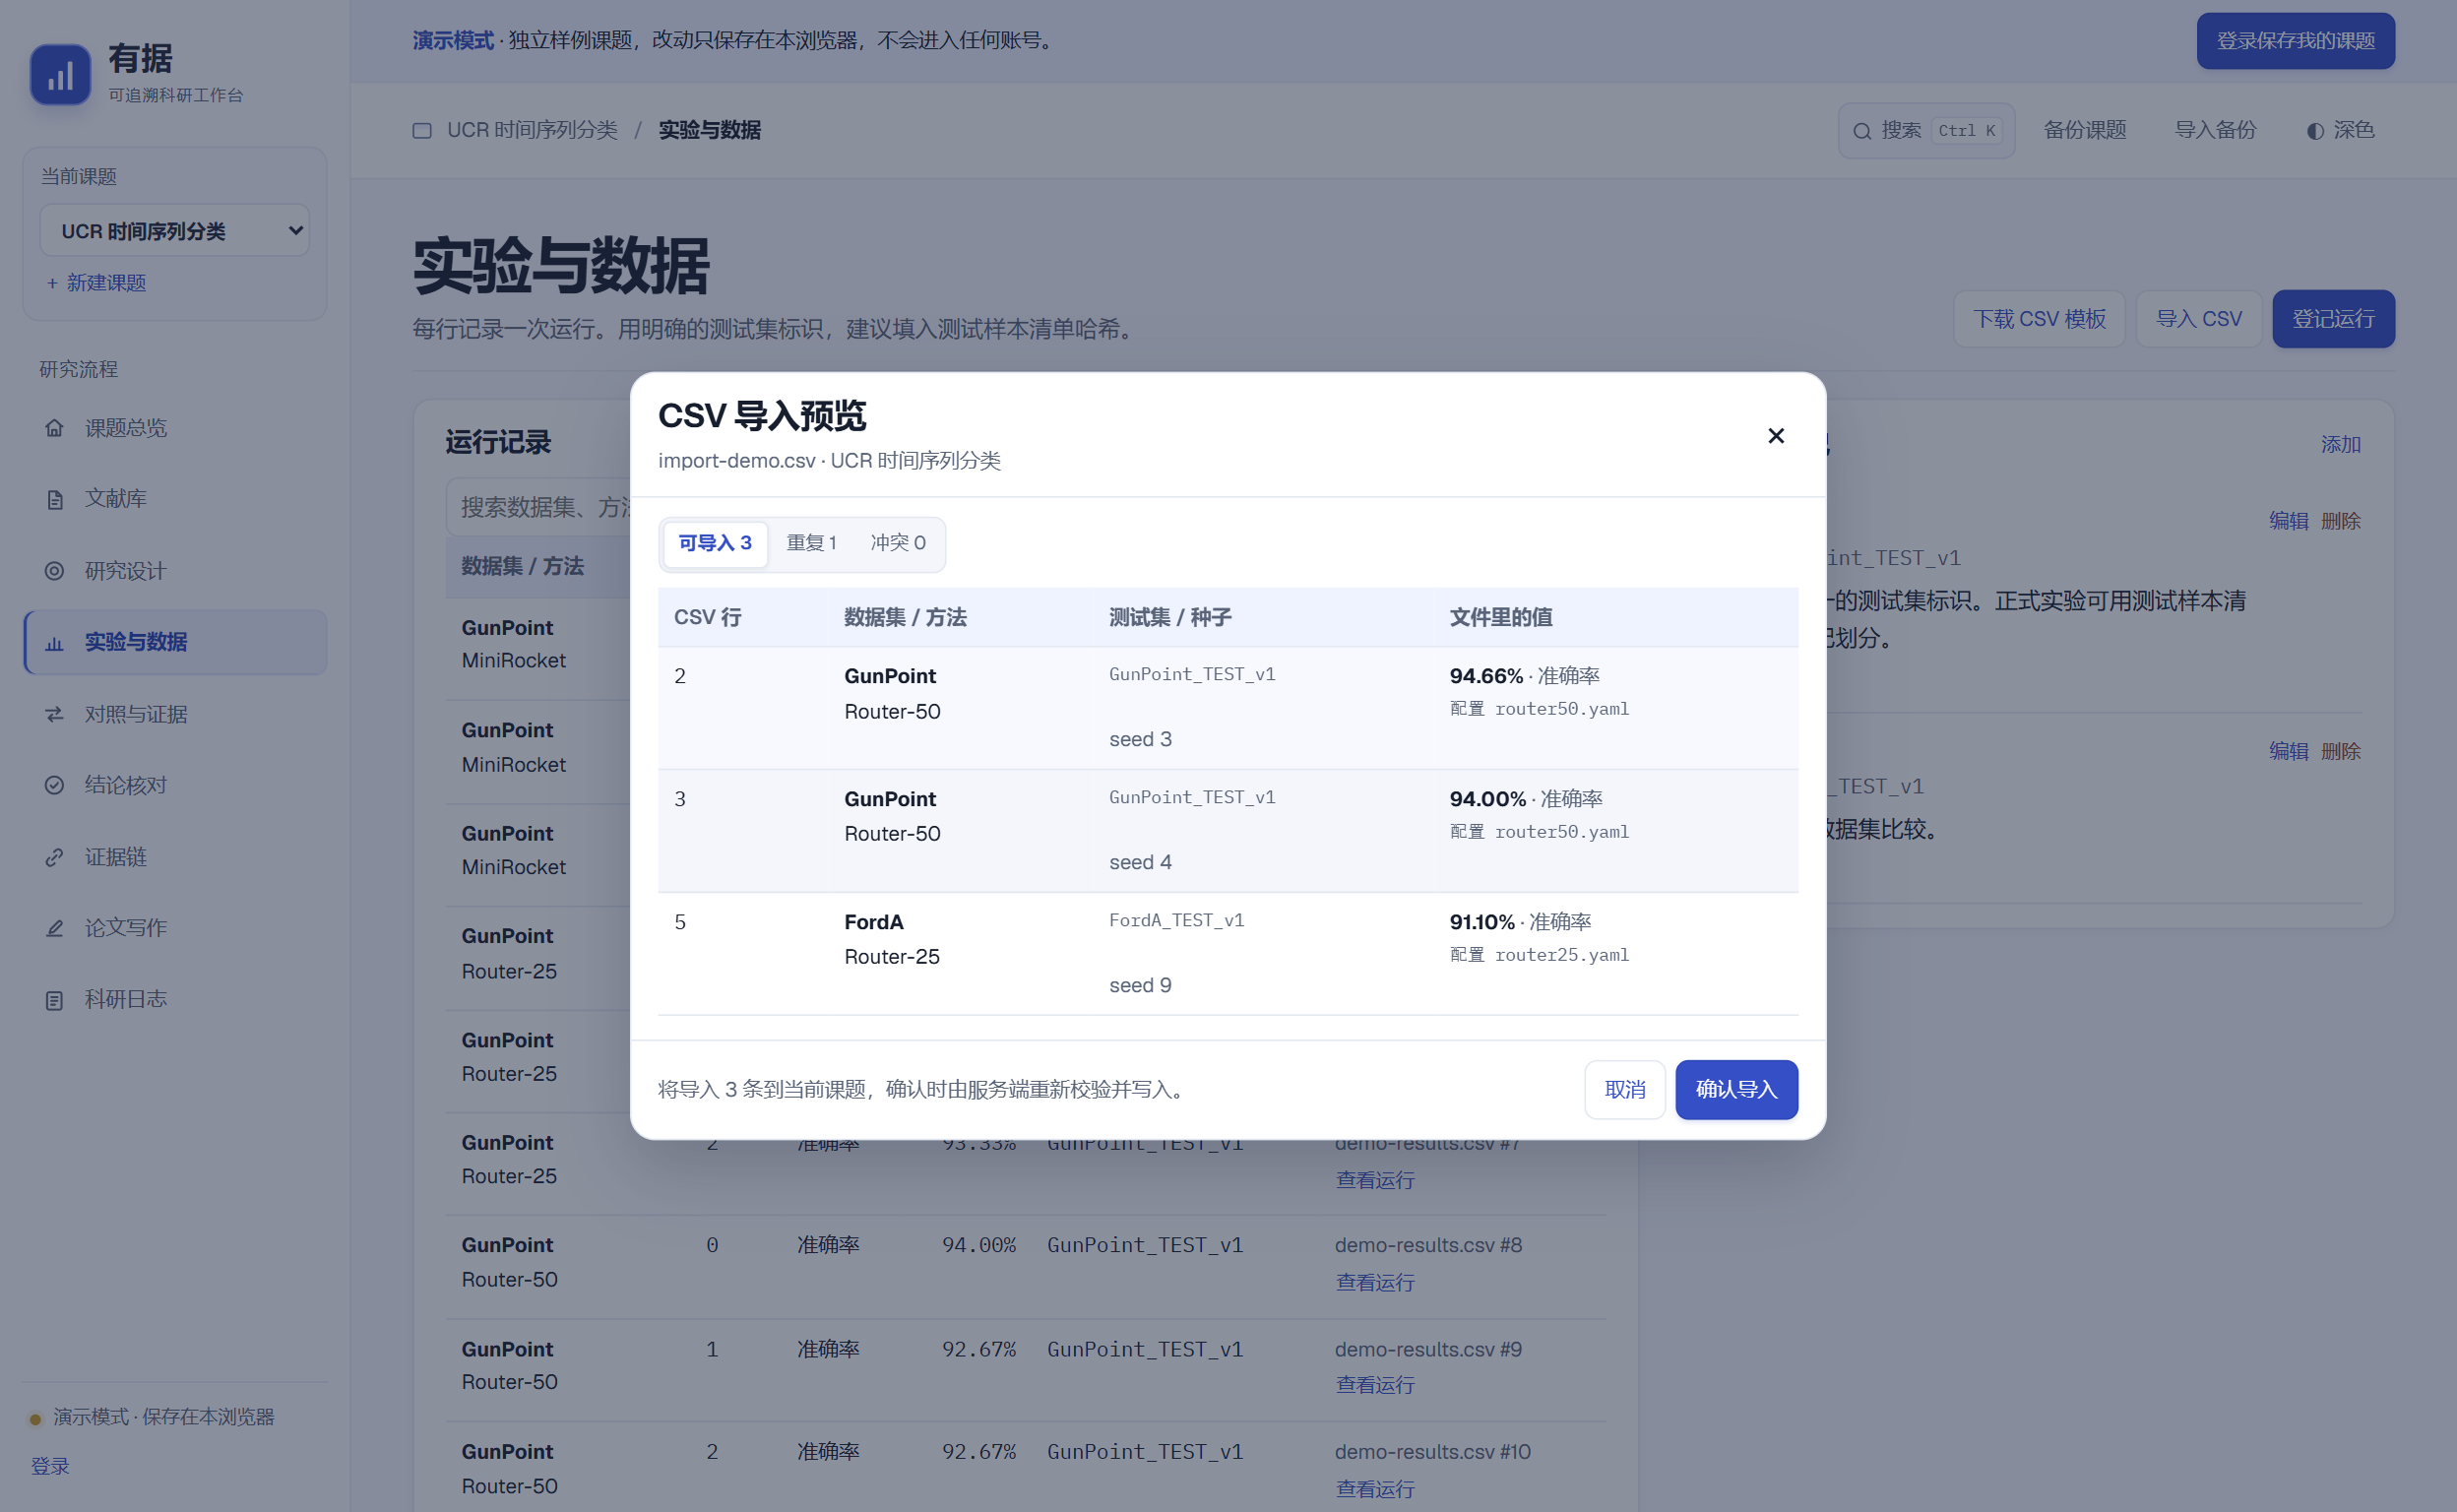 有据
可追溯科研工作台
当前课题
UCR 时间序列分类
+ 新建课题
研究流程
课题总览
文献库
研究设计
实验与数据
对照与证据
结论核对
证据链
论文写作
科研日志
演示模式 · 保存在本浏览器
登录
演示模式 · 独立样例课题，改动只保存在本浏览器，不会进入任何账号。
登录保存我的课题
UCR 时间序列分类 / 实验与数据
搜索 Ctrl K
备份课题
导入备份
深色
实验与数据
每行记录一次运行。用明确的测试集标识，建议填入测试样本清单哈希。
下载 CSV 模板
导入 CSV
登记运行
运行记录
搜索数据集、方
数据集 / 方法
GunPoint
MiniRocket
GunPoint
MiniRocket
GunPoint
MiniRocket
GunPoint
Router-25
GunPoint
Router-25
GunPoint 2 准确率 93.33% GunPoint_TEST_v1 demo-results.csv #7
Router-25 查看运行
GunPoint 0 准确率 94.00% GunPoint_TEST_v1 demo-results.csv #8
Router-50 查看运行
GunPoint 1 准确率 92.67% GunPoint_TEST_v1 demo-results.csv #9
Router-50 查看运行
GunPoint 2 准确率 92.67% GunPoint_TEST_v1 demo-results.csv #10
Router-50 查看运行
添加
编辑 删除
int_TEST_v1
一的测试集标识。正式实验可用测试样本清
划分。
编辑 删除
_TEST_v1
据集比较。
CSV 导入预览
import-demo.csv · UCR 时间序列分类
×
可导入 3 重复 1 冲突 0
CSV 行 数据集 / 方法 测试集 / 种子 文件里的值
2 GunPoint GunPoint_TEST_v1 94.66% · 准确率
Router-50 配置 router50.yaml
seed 3
3 GunPoint GunPoint_TEST_v1 94.00% · 准确率
Router-50 配置 router50.yaml
seed 4
5 FordA FordA_TEST_v1 91.10% · 准确率
Router-25 配置 router25.yaml
seed 9
将导入 3 条到当前课题，确认时由服务端重新校验并写入。
取消
确认导入